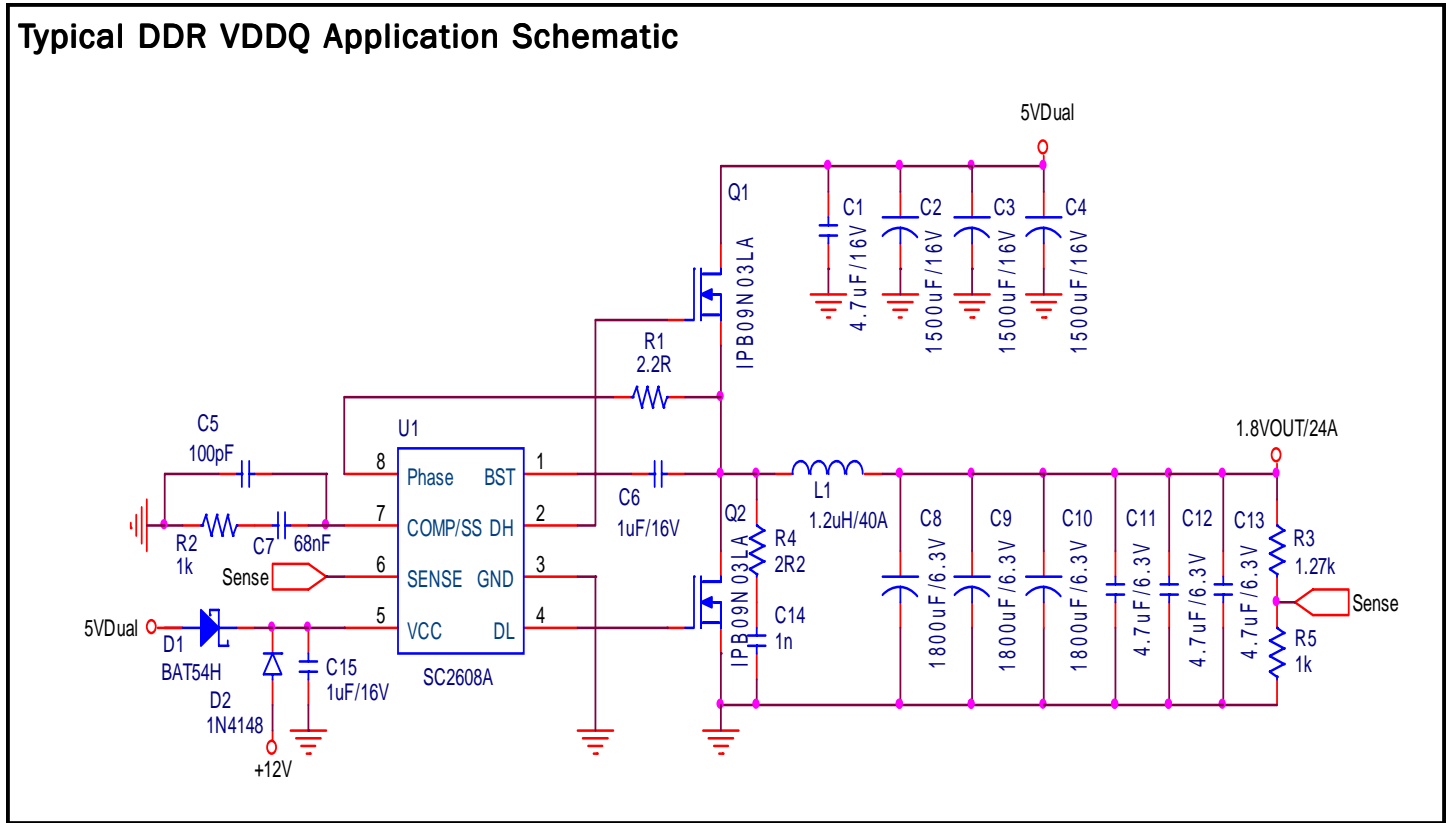 Typical DDR VDDQ Application Schematic
5VDual
Q1
IPB09N03LA
C1
4.7uF/16V
C2
1500uF/16V
C3
1500uF/16V
C4
1500uF/16V
R1
2.2R
C5
100pF
U1
8
Phase
BST
1
7
COMP/SS
DH
2
6
SENSE
GND
3
5
VCC
DL
4
SC2608A
R2
1k
C7
68nF
Sense
5VDual
D1
BAT54H
D2
1N4148
+12V
C15
1uF/16V
C6
1uF/16V
Q2
IPB09N03LA
R4
2R2
C14
1n
L1
1.2uH/40A
C8
1800uF/6.3V
C9
1800uF/6.3V
C10
1800uF/6.3V
C11
4.7uF/6.3V
C12
4.7uF/6.3V
C13
4.7uF/6.3V
1.8VOUT/24A
R3
1.27k
Sense
R5
1k